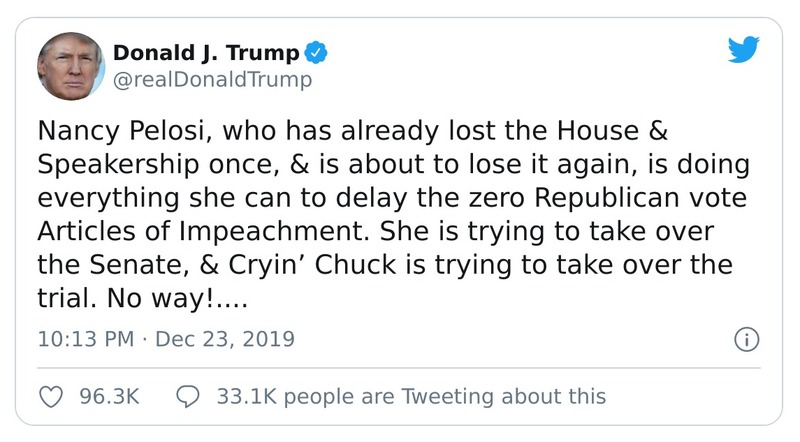 Donald J. Trump
@realDonaldTrump
Nancy Pelosi, who has already lost the House &
Speakership once, & is about to lose it again, is doing
everything she can to delay the zero Republican vote
Articles of Impeachment. She is trying to take over
the Senate, & Cryin’ Chuck is trying to take over the
trial. No way!....
10:13 PM · Dec 23, 2019
96.3K 33.1K people are Tweeting about this